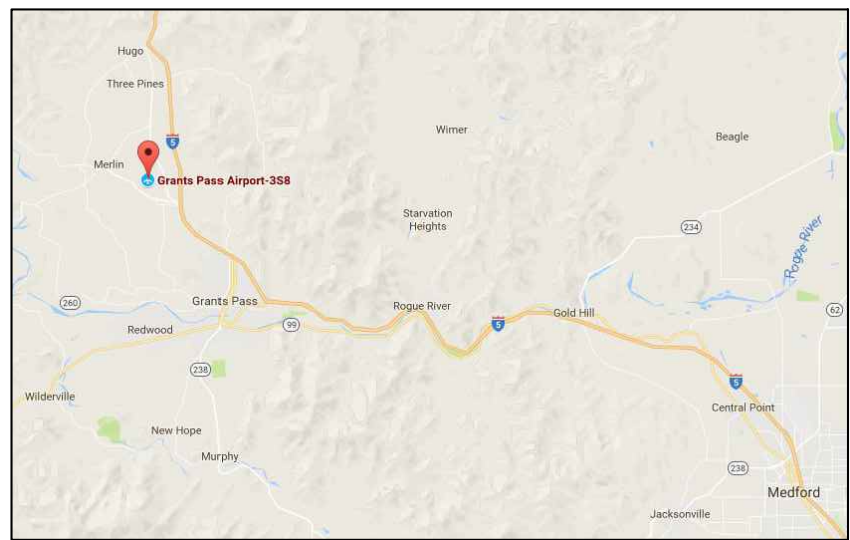 Hugo
Three Pines
5
Wimer
Beagle
Merlin
Grants Pass Airport-3S8
Starvation
Heights
234
Rogue River
260
Grants Pass
Rogue River
Gold Hill
62
Redwood
99
5
238
5
Wilderville
Central Point
New Hope
Murphy
238
Medford
Jacksonville